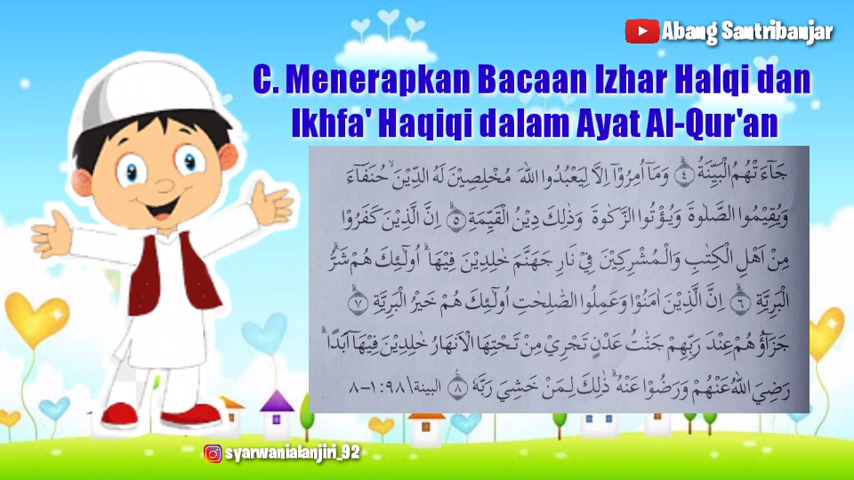 Abang Santribanjar
C. Menerapkan Bacaan Izhar Halqi dan
Ikhfa' Haqiqi dalam Ayat Al-Qur'an
جَاۤءَتْهُمُ الْبَيِّنَةُ ۗ ﴿٤﴾ وَمَآ اُمِرُوْٓا اِلَّا لِيَعْبُدُوا اللّٰهَ مُخْلِصِيْنَ لَهُ الدِّيْنَ ەۙ حُنَفَاۤءَ
وَيُقِيْمُوا الصَّلٰوةَ وَيُؤْتُوا الزَّكٰوةَ وَذٰلِكَ دِيْنُ الْقَيِّمَةِ ۗ ﴿٥﴾ اِنَّ الَّذِيْنَ كَفَرُوْا
مِنْ اَهْلِ الْكِتٰبِ وَالْمُشْرِكِيْنَ فِيْ نَارِ جَهَنَّمَ خٰلِدِيْنَ فِيْهَا ۗ اُولٰۤىِٕكَ هُمْ شَرُّ
الْبَرِيَّةِ ۗ ﴿٦﴾ اِنَّ الَّذِيْنَ اٰمَنُوْا وَعَمِلُوا الصّٰلِحٰتِ اُولٰۤىِٕكَ هُمْ خَيْرُ الْبَرِيَّةِ ۗ ﴿٧﴾
جَزَاۤؤُهُمْ عِنْدَ رَبِّهِمْ جَنّٰتُ عَدْنٍ تَجْرِيْ مِنْ تَحْتِهَا الْاَنْهٰرُ خٰلِدِيْنَ فِيْهَآ اَبَدًا ۗ
رَضِيَ اللّٰهُ عَنْهُمْ وَرَضُوْا عَنْهُ ۗ ذٰلِكَ لِمَنْ خَشِيَ رَبَّهٗ ﴿٨﴾ البينة\٩٨:١-٨
syarwanialanjiri_92